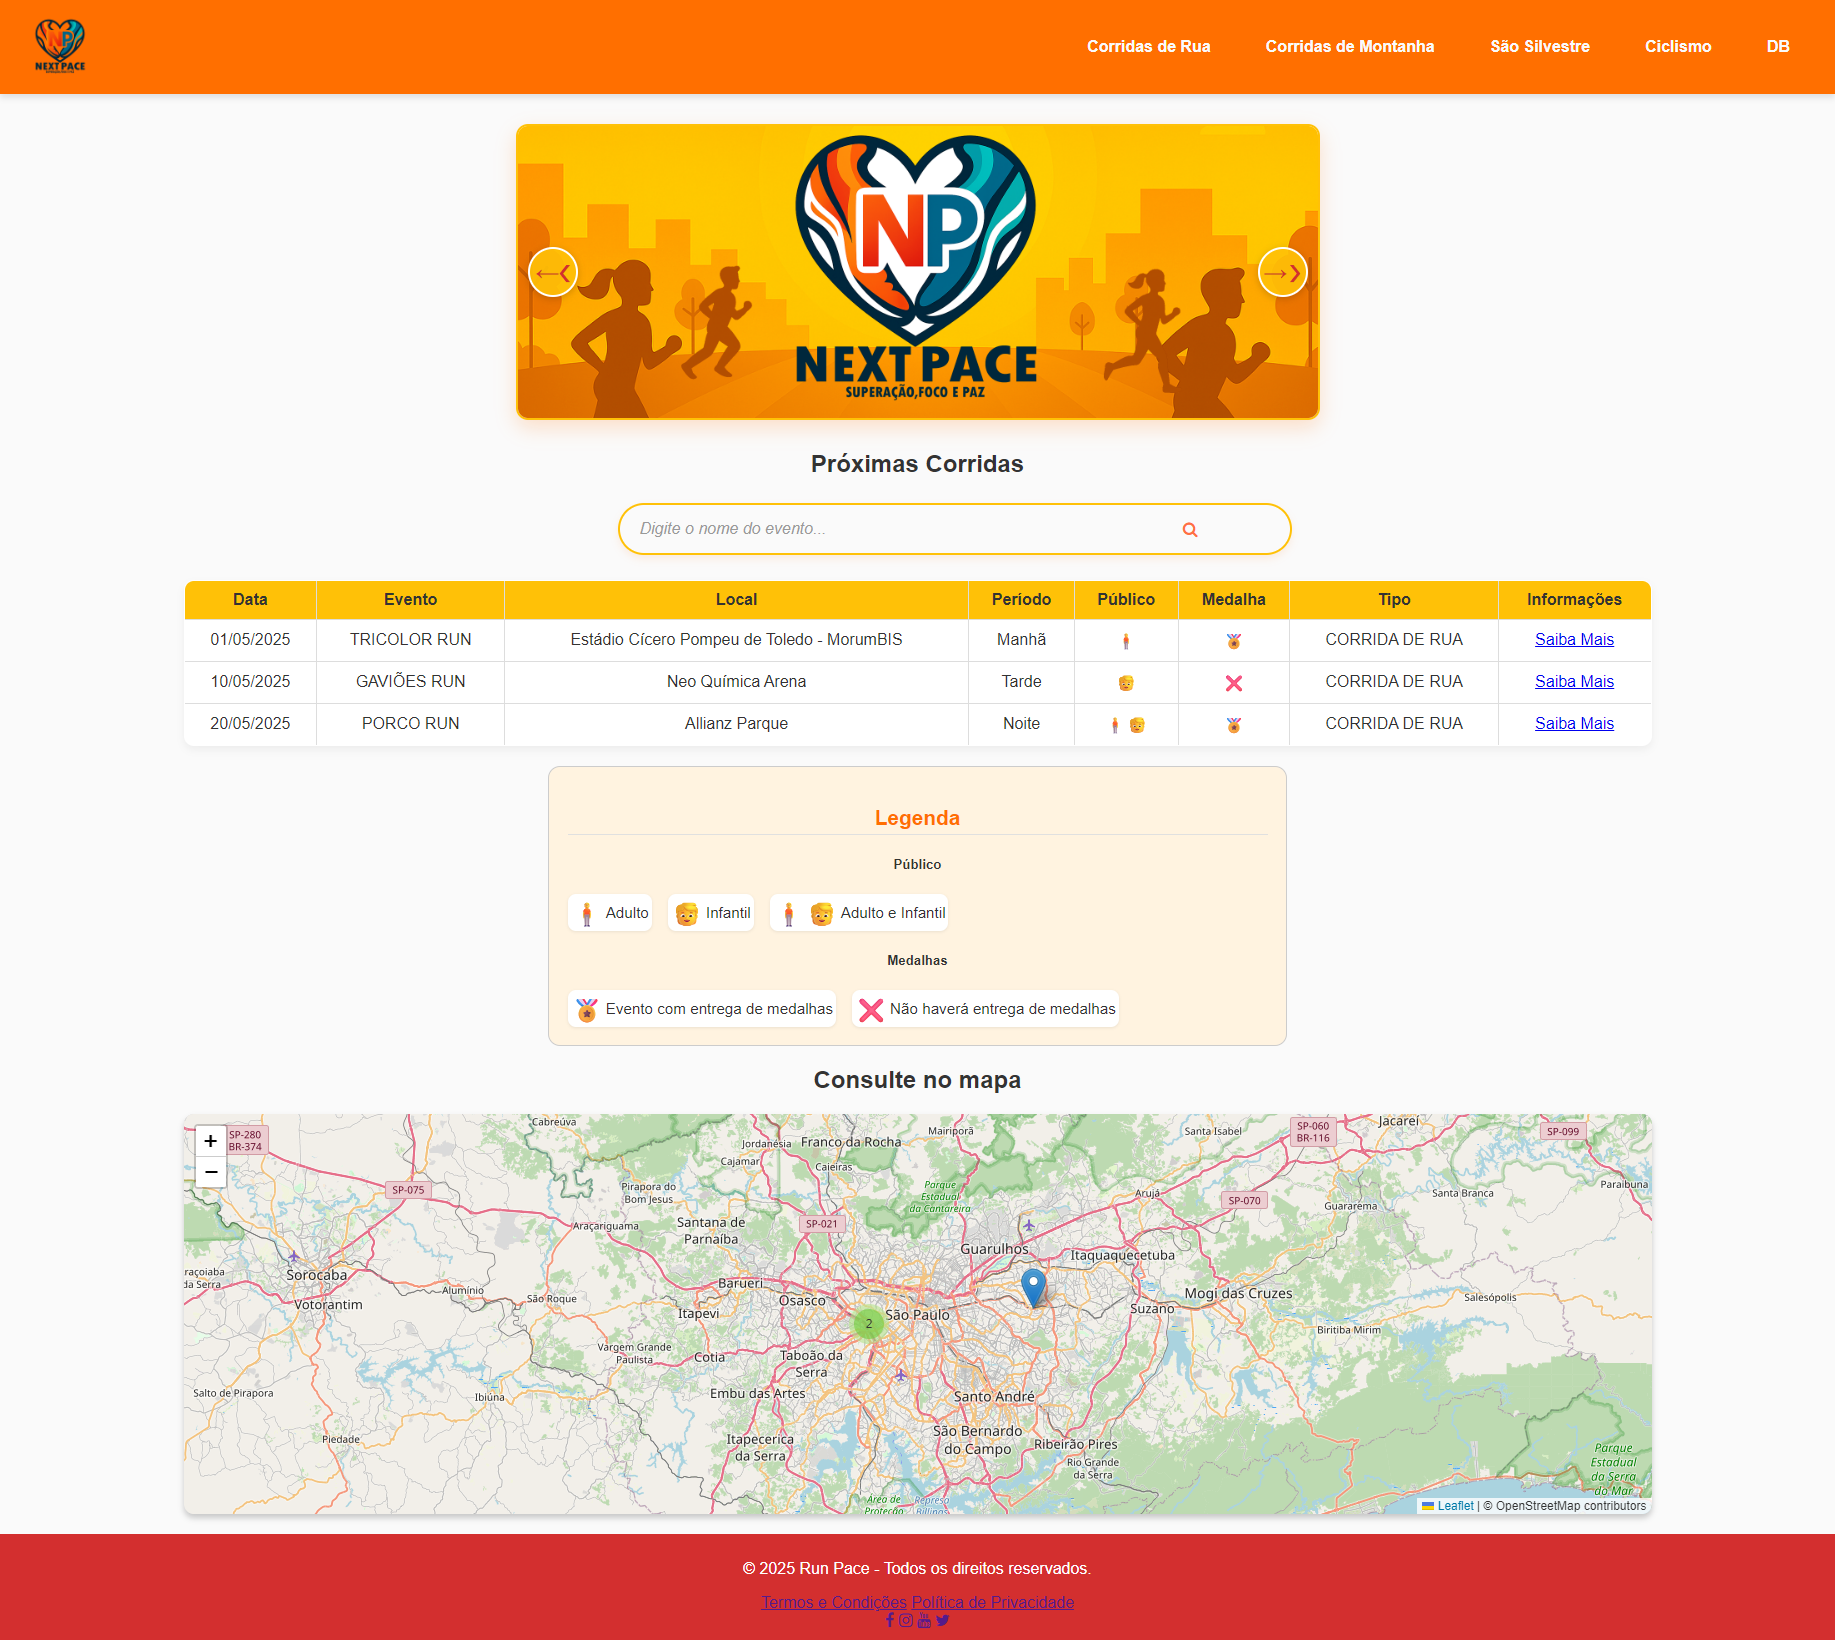 NP
NEXT PACE
Corridas de Rua
Corridas de Montanha
São Silvestre
Ciclismo
DB
NP
NEXT PACE
SUPERAÇÃO,FOCO E PAZ
←❮
→❯
Próximas Corridas
Digite o nome do evento...
Data Evento Local Período Público Medalha Tipo Informações
01/05/2025 TRICOLOR RUN Estádio Cícero Pompeu de Toledo - MorumBIS Manhã CORRIDA DE RUA Saiba Mais
10/05/2025 GAVIÕES RUN Neo Química Arena Tarde CORRIDA DE RUA Saiba Mais
20/05/2025 PORCO RUN Allianz Parque Noite CORRIDA DE RUA Saiba Mais
Legenda
Público
Adulto
Infantil
Adulto e Infantil
Medalhas
Evento com entrega de medalhas
Não haverá entrega de medalhas
Consulte no mapa
+
−
SP-280
BR-374
Cabreúva
Jordanésia
Franco da Rocha
Mairiporã
Santa Isabel
SP-060
BR-116
Jacareí
SP-099
Cajamar
Caieiras
SP-075
Pirapora do
Bom Jesus
Parque
Estadual
da Cantareira
Arujá
SP-070
Guararema
Santa Branca
Paraibuna
Araçariguama
Santana de
Parnaíba
SP-021
Guarulhos
Itaquaquecetuba
raçoiaba
da Serra
Sorocaba
Votorantim
Alumínio
São Roque
Barueri
Osasco
Itapevi
2
São Paulo
Suzano
Mogi das Cruzes
Salesópolis
Biritiba Mirim
Vargem Grande
Paulista
Cotia
Taboão da
Serra
Salto de Pirapora
Ibiúna
Embu das Artes
Santo André
Piedade
Itapecerica
da Serra
São Bernardo
do Campo
Ribeirão Pires
Rio Grande
da Serra
Parque
Estadual
da Serra
do Mar
Área de
Proteção
Represa
Billings
Leaflet | © OpenStreetMap contributors
© 2025 Run Pace - Todos os direitos reservados.
Termos e Condições Política de Privacidade